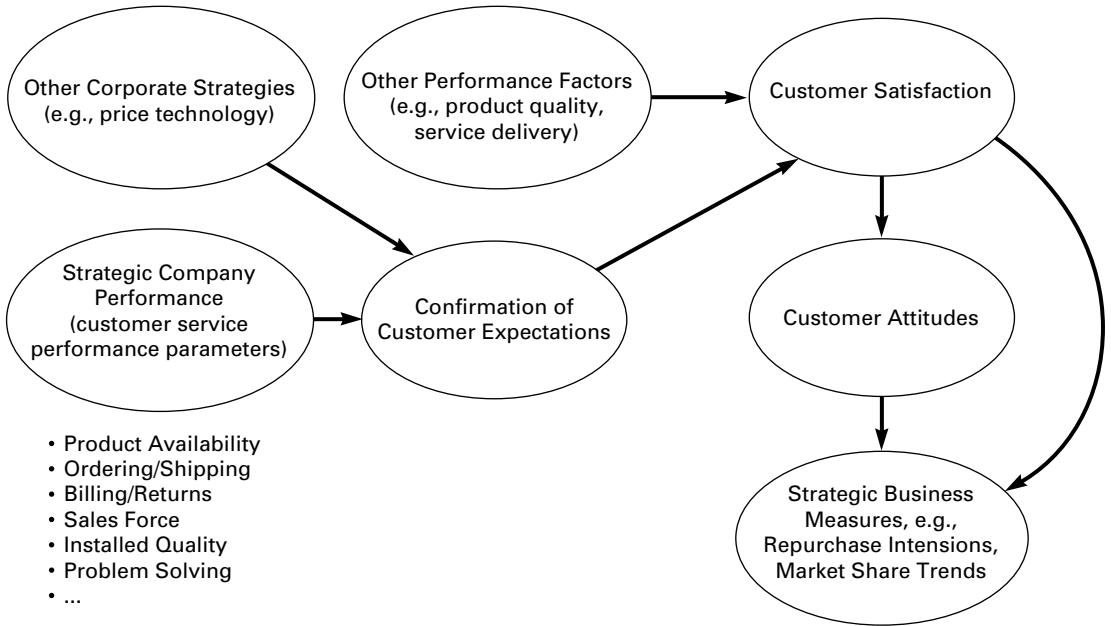 Other Corporate Strategies
(e.g., price technology)
Other Performance Factors
(e.g., product quality,
service delivery)
Customer Satisfaction
Strategic Company
Performance
(customer service
performance parameters)
Confirmation of
Customer Expectations
Customer Attitudes
• Product Availability
• Ordering/Shipping
• Billing/Returns
• Sales Force
• Installed Quality
• Problem Solving
• ...
Strategic Business
Measures, e.g.,
Repurchase Intensions,
Market Share Trends